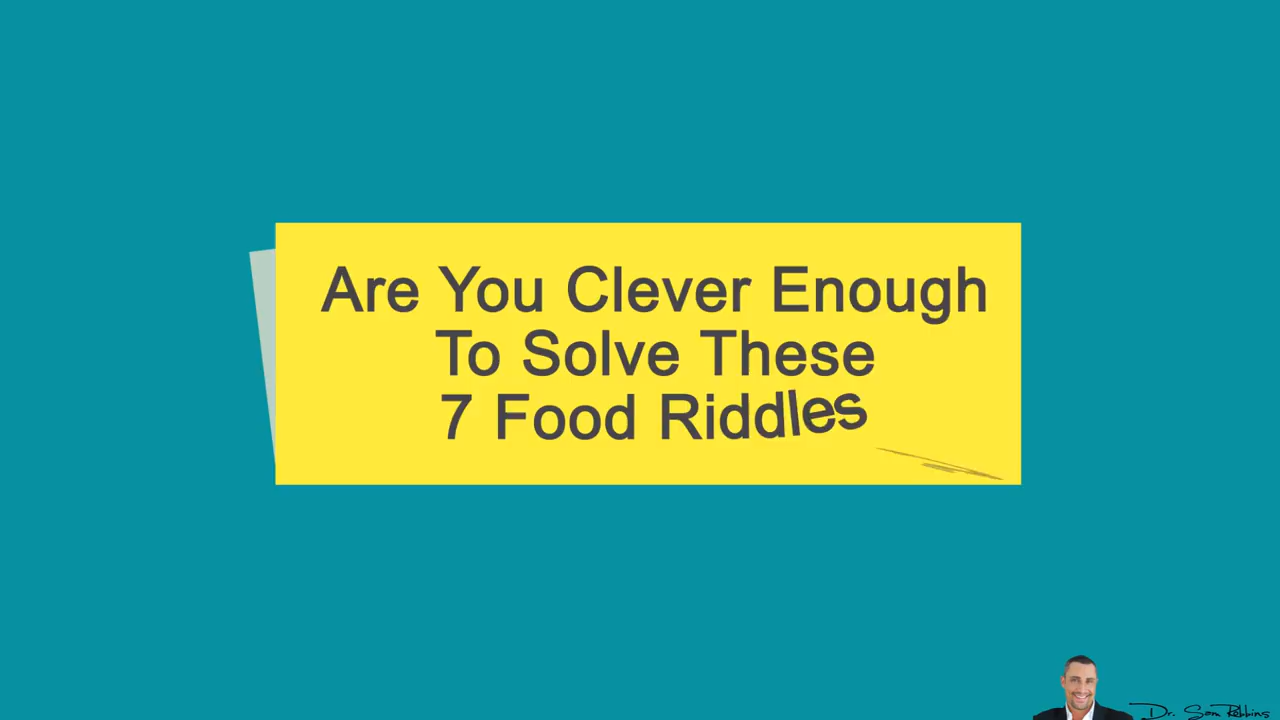 Are You Clever Enough
To Solve These
7 Food Riddles
Dr. Sam Robbins